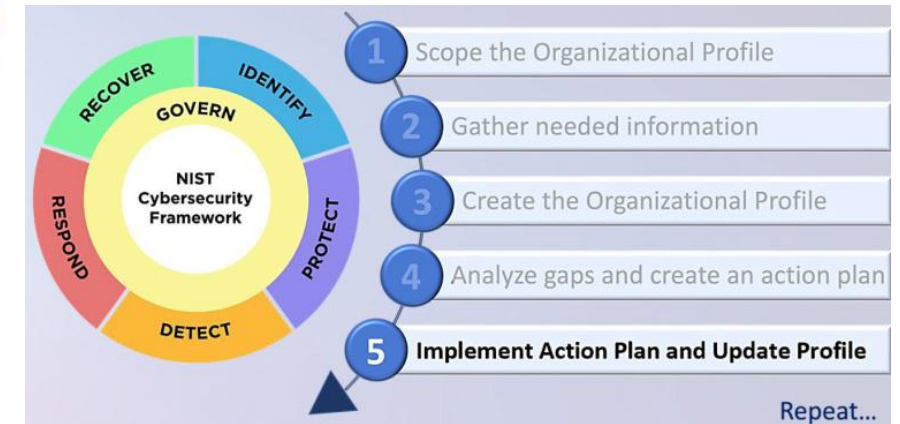 RECOVER
IDENTIFY
GOVERN
NIST
Cybersecurity
Framework
RESPOND
PROTECT
DETECT
1 Scope the Organizational Profile
2 Gather needed information
3 Create the Organizational Profile
4 Analyze gaps and create an action plan
5 Implement Action Plan and Update Profile
Repeat...